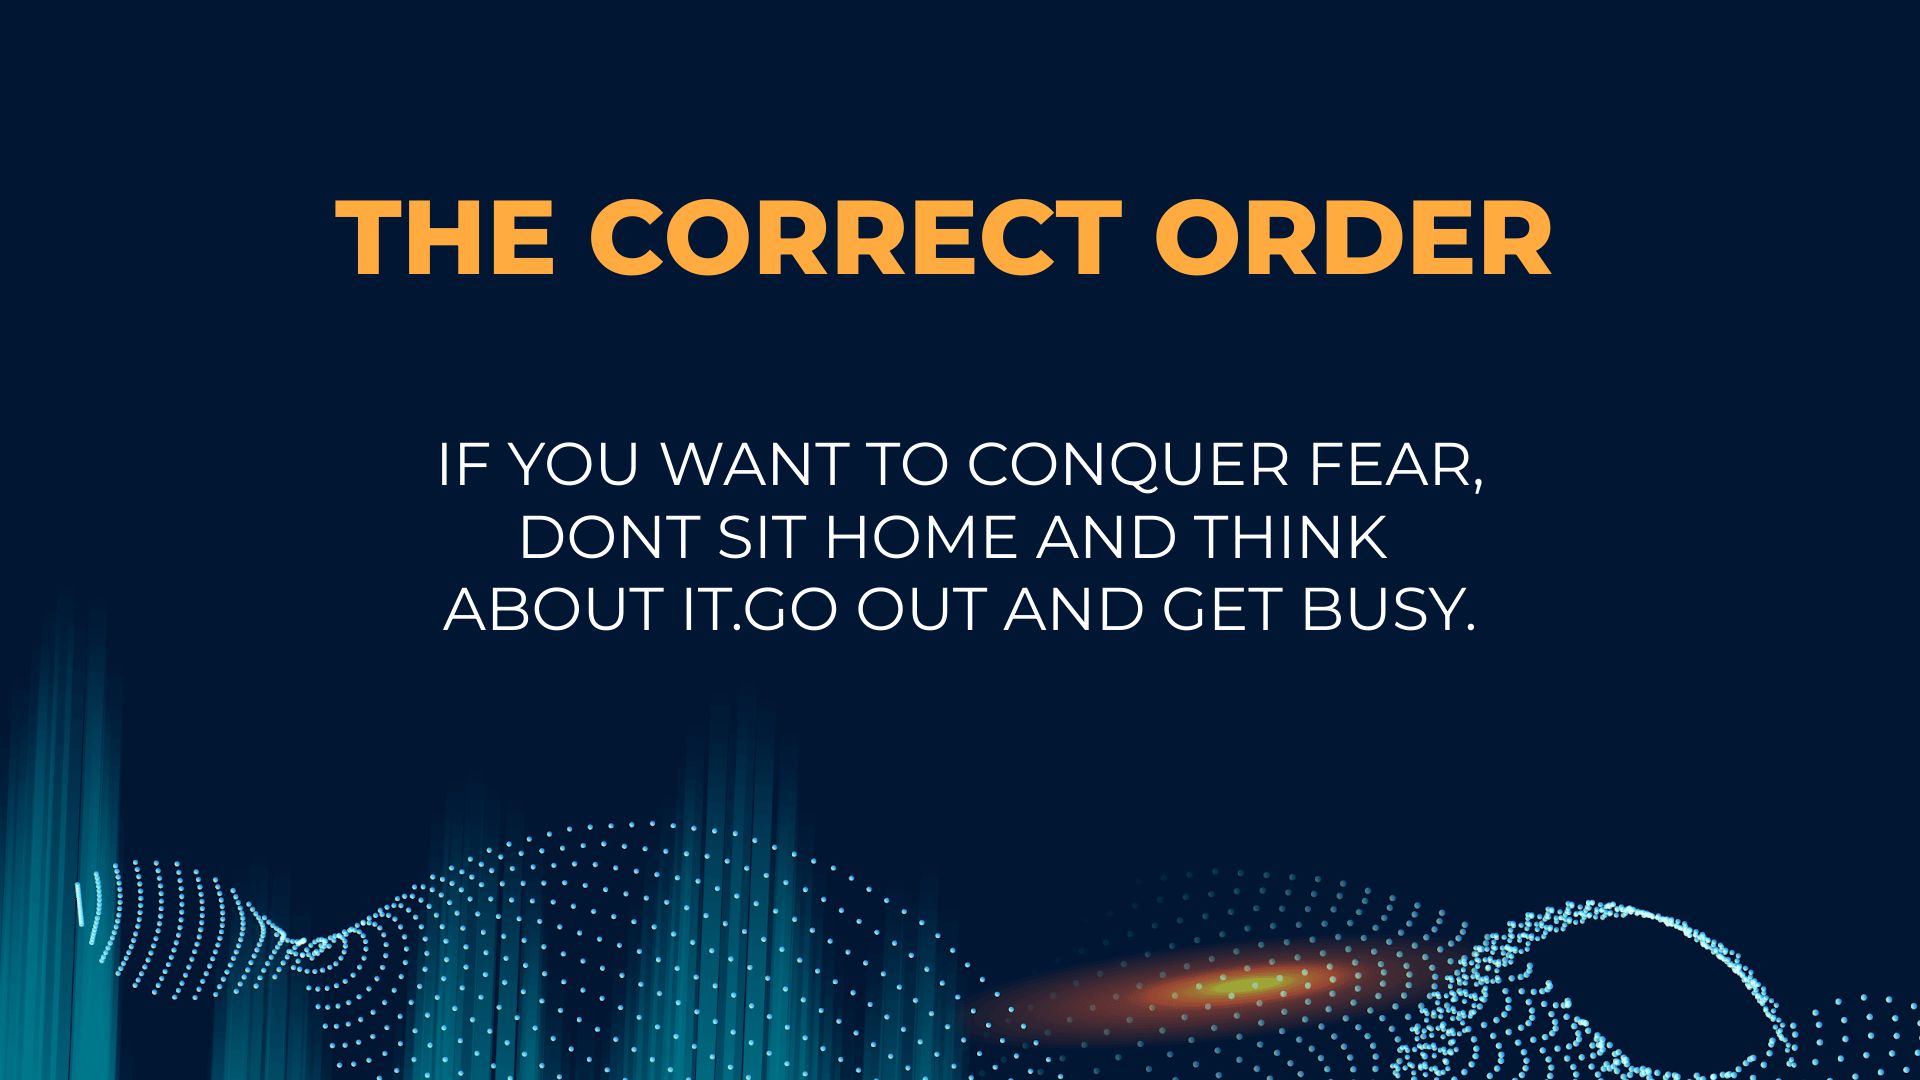 THE CORRECT ORDER
IF YOU WANT TO CONQUER FEAR,
DONT SIT HOME AND THINK
ABOUT IT.GO OUT AND GET BUSY.